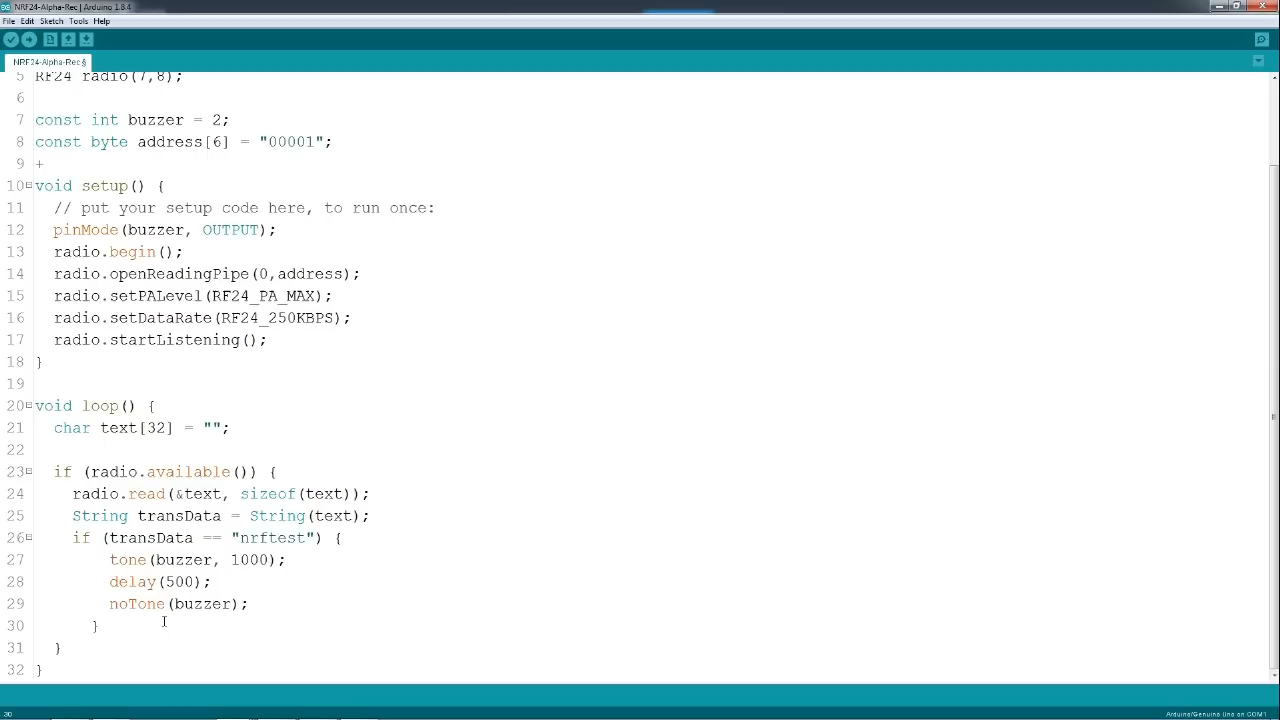 NRF24-Alpha-Rec | Arduino 1.8.4
File Edit Sketch Tools Help
NRF24-Alpha-Rec §
5 RF24 radio(7,8);
6
7 const int buzzer = 2;
8 const byte address[6] = "00001";
9 +
10 void setup() {
11 // put your setup code here, to run once:
12 pinMode(buzzer, OUTPUT);
13 radio.begin();
14 radio.openReadingPipe(0,address);
15 radio.setPALevel(RF24_PA_MAX);
16 radio.setDataRate(RF24_250KBPS);
17 radio.startListening();
18 }
19
20 void loop() {
21 char text[32] = "";
22
23 if (radio.available()) {
24 radio.read(&text, sizeof(text));
25 String transData = String(text);
26 if (transData == "nrftest") {
27 tone(buzzer, 1000);
28 delay(500);
29 noTone(buzzer);
30 }
31 }
32 }
30 Arduino/Genuino Uno on COM1